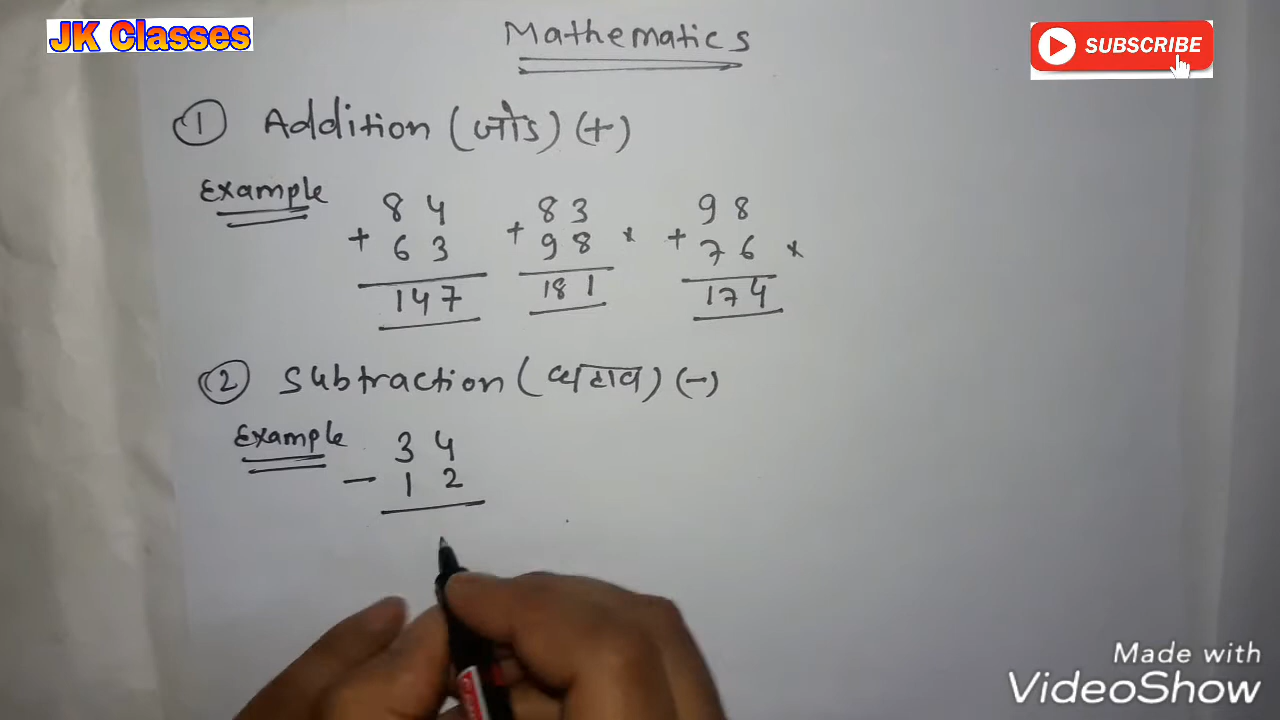 JK Classes
Mathematics
SUBSCRIBE
① Addition (जोड) (+)
Example
84
+ 63
147
83
+ 98 *
181
98
+ 76 *
174
② Subtraction (घटाव) (-)
Example
34
- 12
Made with
VideoShow